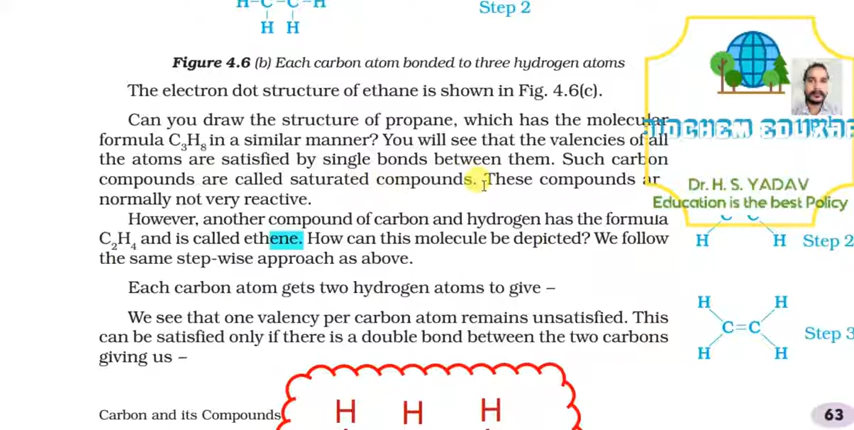 H–C–C–H
H H
Step 2
Figure 4.6 (b) Each carbon atom bonded to three hydrogen atoms
The electron dot structure of ethane is shown in Fig. 4.6(c).
Can you draw the structure of propane, which has the molecular
formula C₃H₈ in a similar manner? You will see that the valencies of all
the atoms are satisfied by single bonds between them. Such carbon
compounds are called saturated compounds. These compounds ar
normally not very reactive.
However, another compound of carbon and hydrogen has the formula
C₂H₄ and is called ethene. How can this molecule be depicted? We follow
the same step-wise approach as above.
Each carbon atom gets two hydrogen atoms to give –
We see that one valency per carbon atom remains unsatisfied. This
can be satisfied only if there is a double bond between the two carbons
giving us –
Dr. H. S. YADAV
Education is the best Policy
H H Step 2
H H
C=C Step 3
H H
H H H
Carbon and its Compounds
63